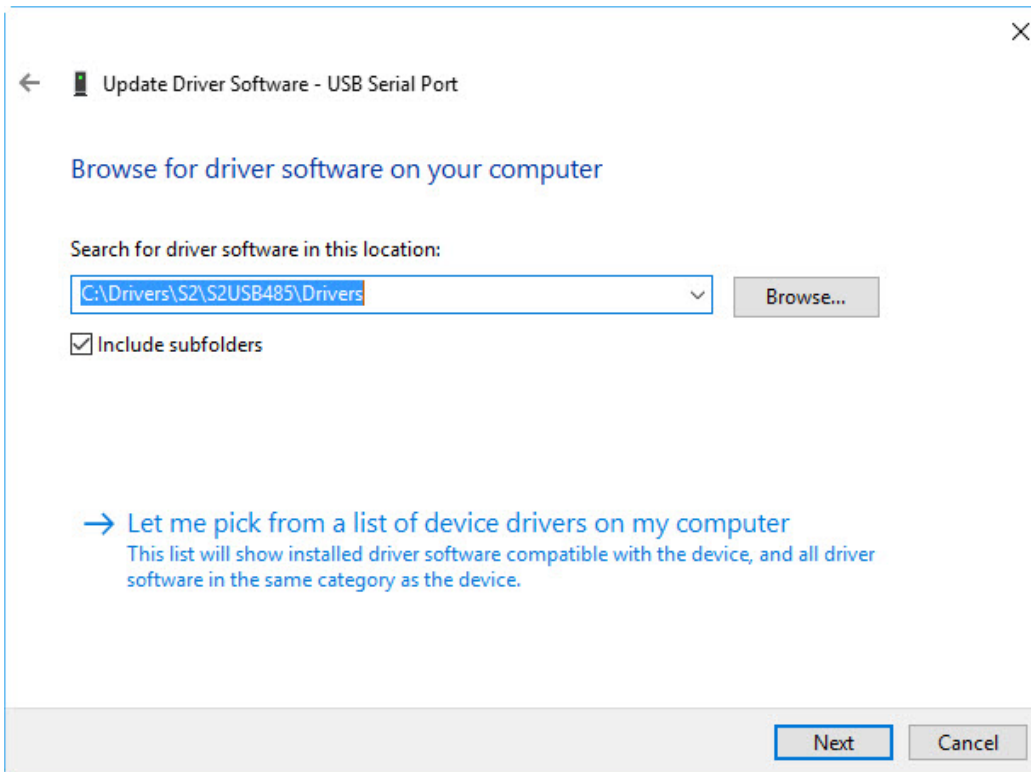 Update Driver Software - USB Serial Port
Browse for driver software on your computer
Search for driver software in this location:
C:\Drivers\S2\S2USB485\Drivers
Browse...
Include subfolders
Let me pick from a list of device drivers on my computer
This list will show installed driver software compatible with the device, and all driver
software in the same category as the device.
Next
Cancel